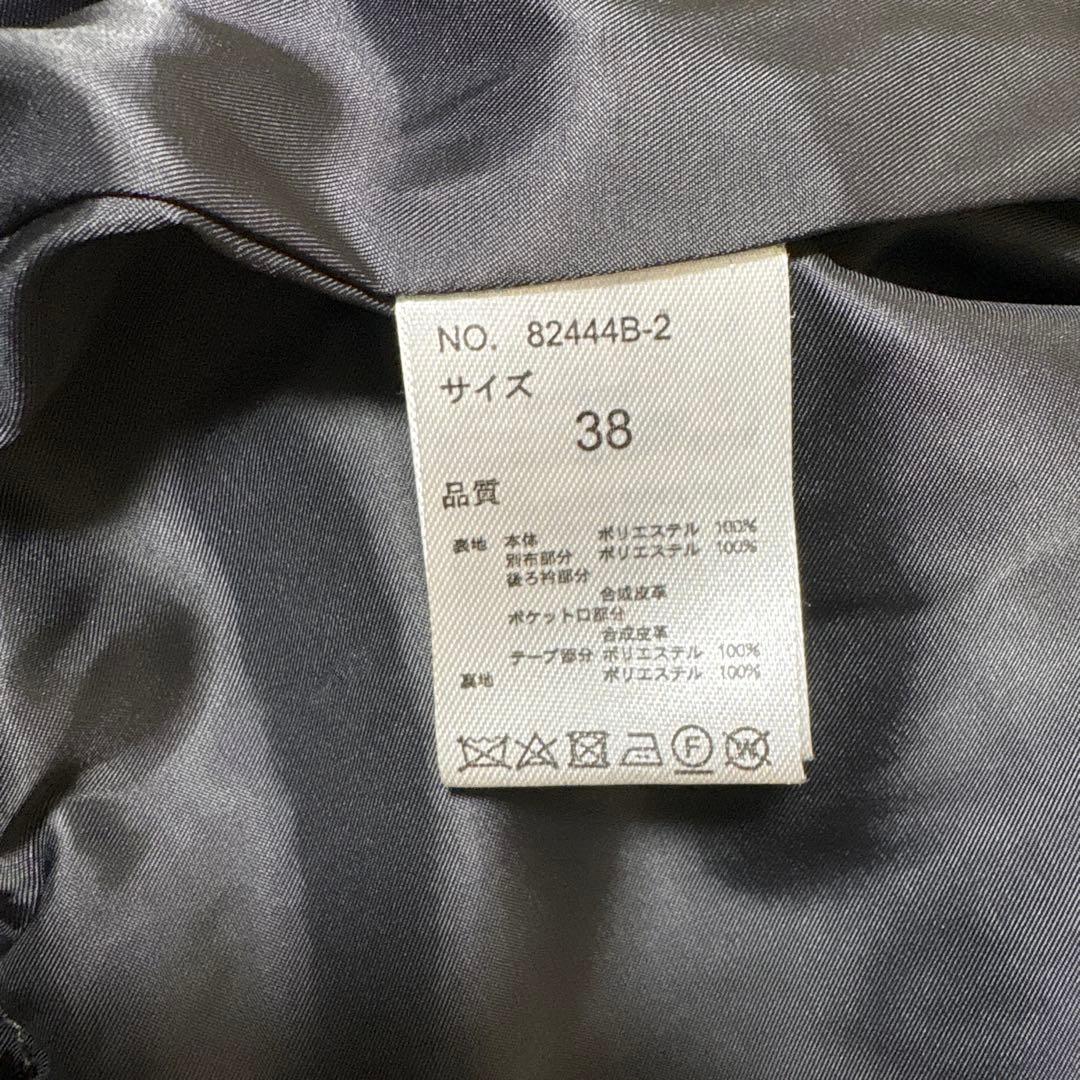 NO. 82444B-2
サイズ
38
品質
表地 本体 ポリエステル 100%
別布部分 ポリエステル 100%
後ろ衿部分
合成皮革
ポケット口部分
合成皮革
テープ部分 ポリエステル 100%
裏地 ポリエステル 100%
F W